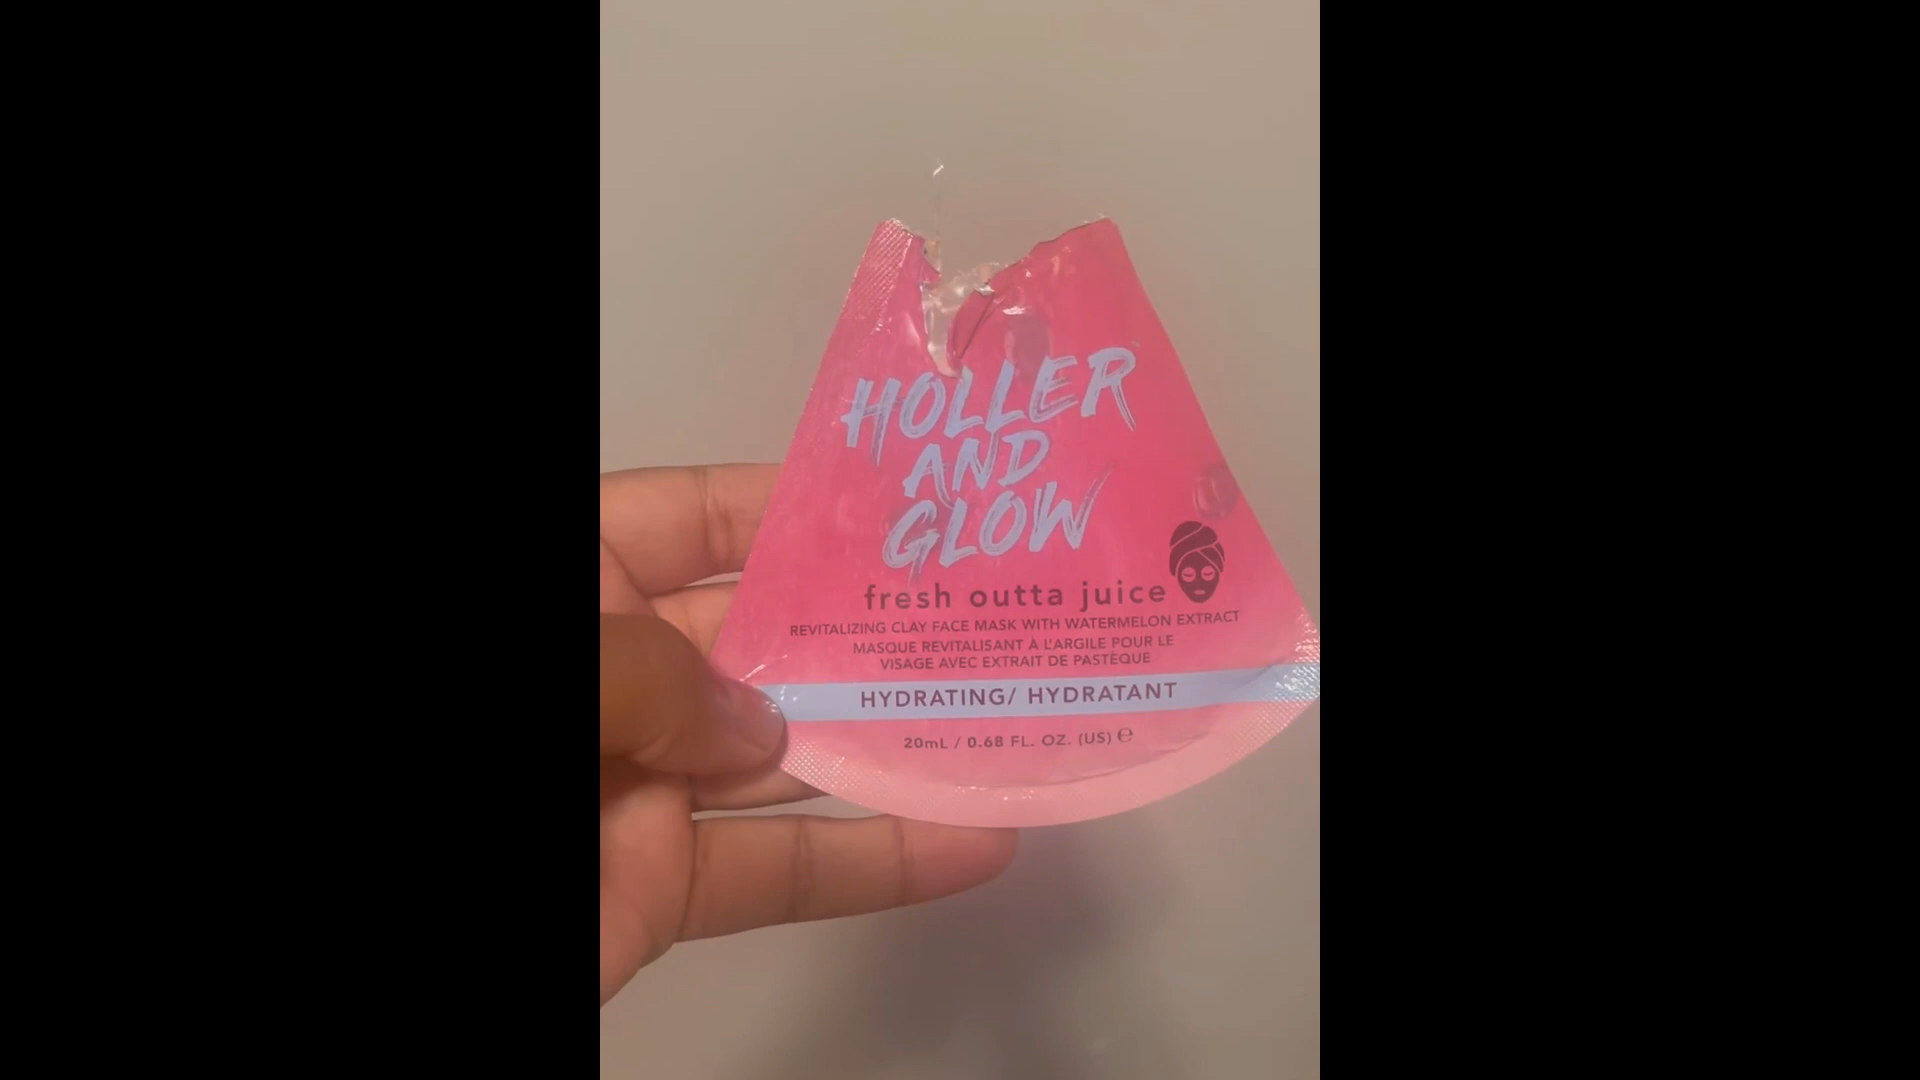 HOLLER
AND
GLOW
fresh outta juice
REVITALIZING CLAY FACE MASK WITH WATERMELON EXTRACT
MASQUE REVITALISANT À L'ARGILE POUR LE
VISAGE AVEC EXTRAIT DE PASTÈQUE
HYDRATING/ HYDRATANT
20mL / 0.68 FL. OZ. (US) ℮